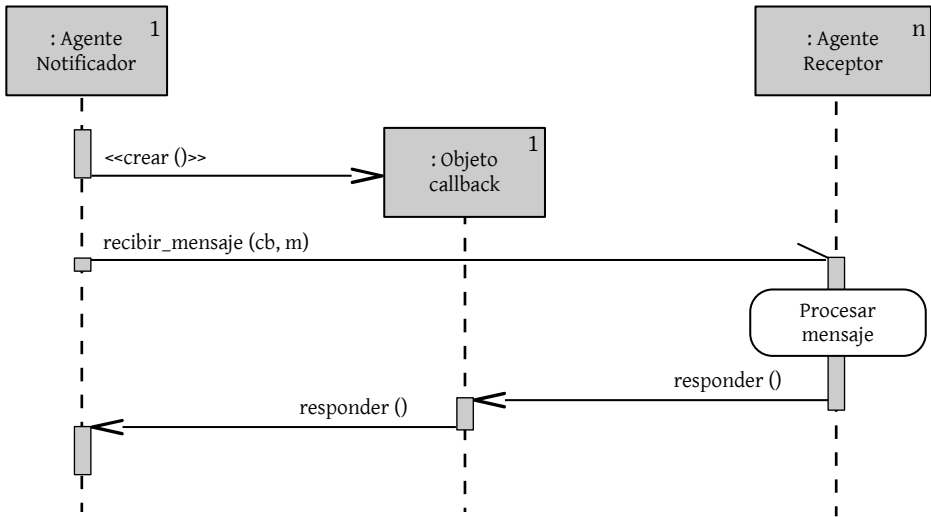 : Agente
Notificador
1
: Agente
Receptor
n
<<crear ()>>
: Objeto
callback
1
recibir_mensaje (cb, m)
Procesar
mensaje
responder ()
responder ()